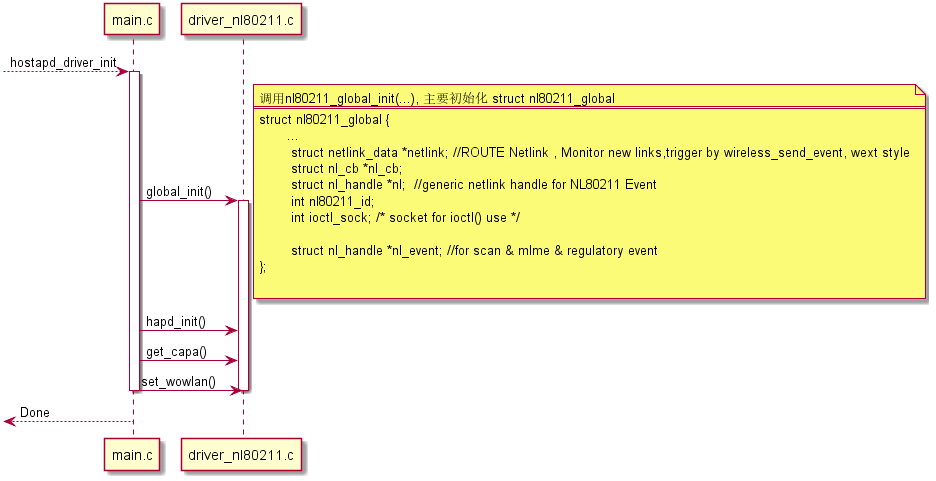 main.c
driver_nl80211.c
hostapd_driver_init
调用nl80211_global_init(...), 主要初始化 struct nl80211_global
struct nl80211_global {
...
struct netlink_data *netlink; //ROUTE Netlink , Monitor new links,trigger by wireless_send_event, wext style
struct nl_cb *nl_cb;
struct nl_handle *nl;  //generic netlink handle for NL80211 Event
global_init()
int nl80211_id;
int ioctl_sock; /* socket for ioctl() use */
struct nl_handle *nl_event; //for scan & mlme & regulatory event
};
hapd_init()
get_capa()
set_wowlan()
Done
main.c
driver_nl80211.c